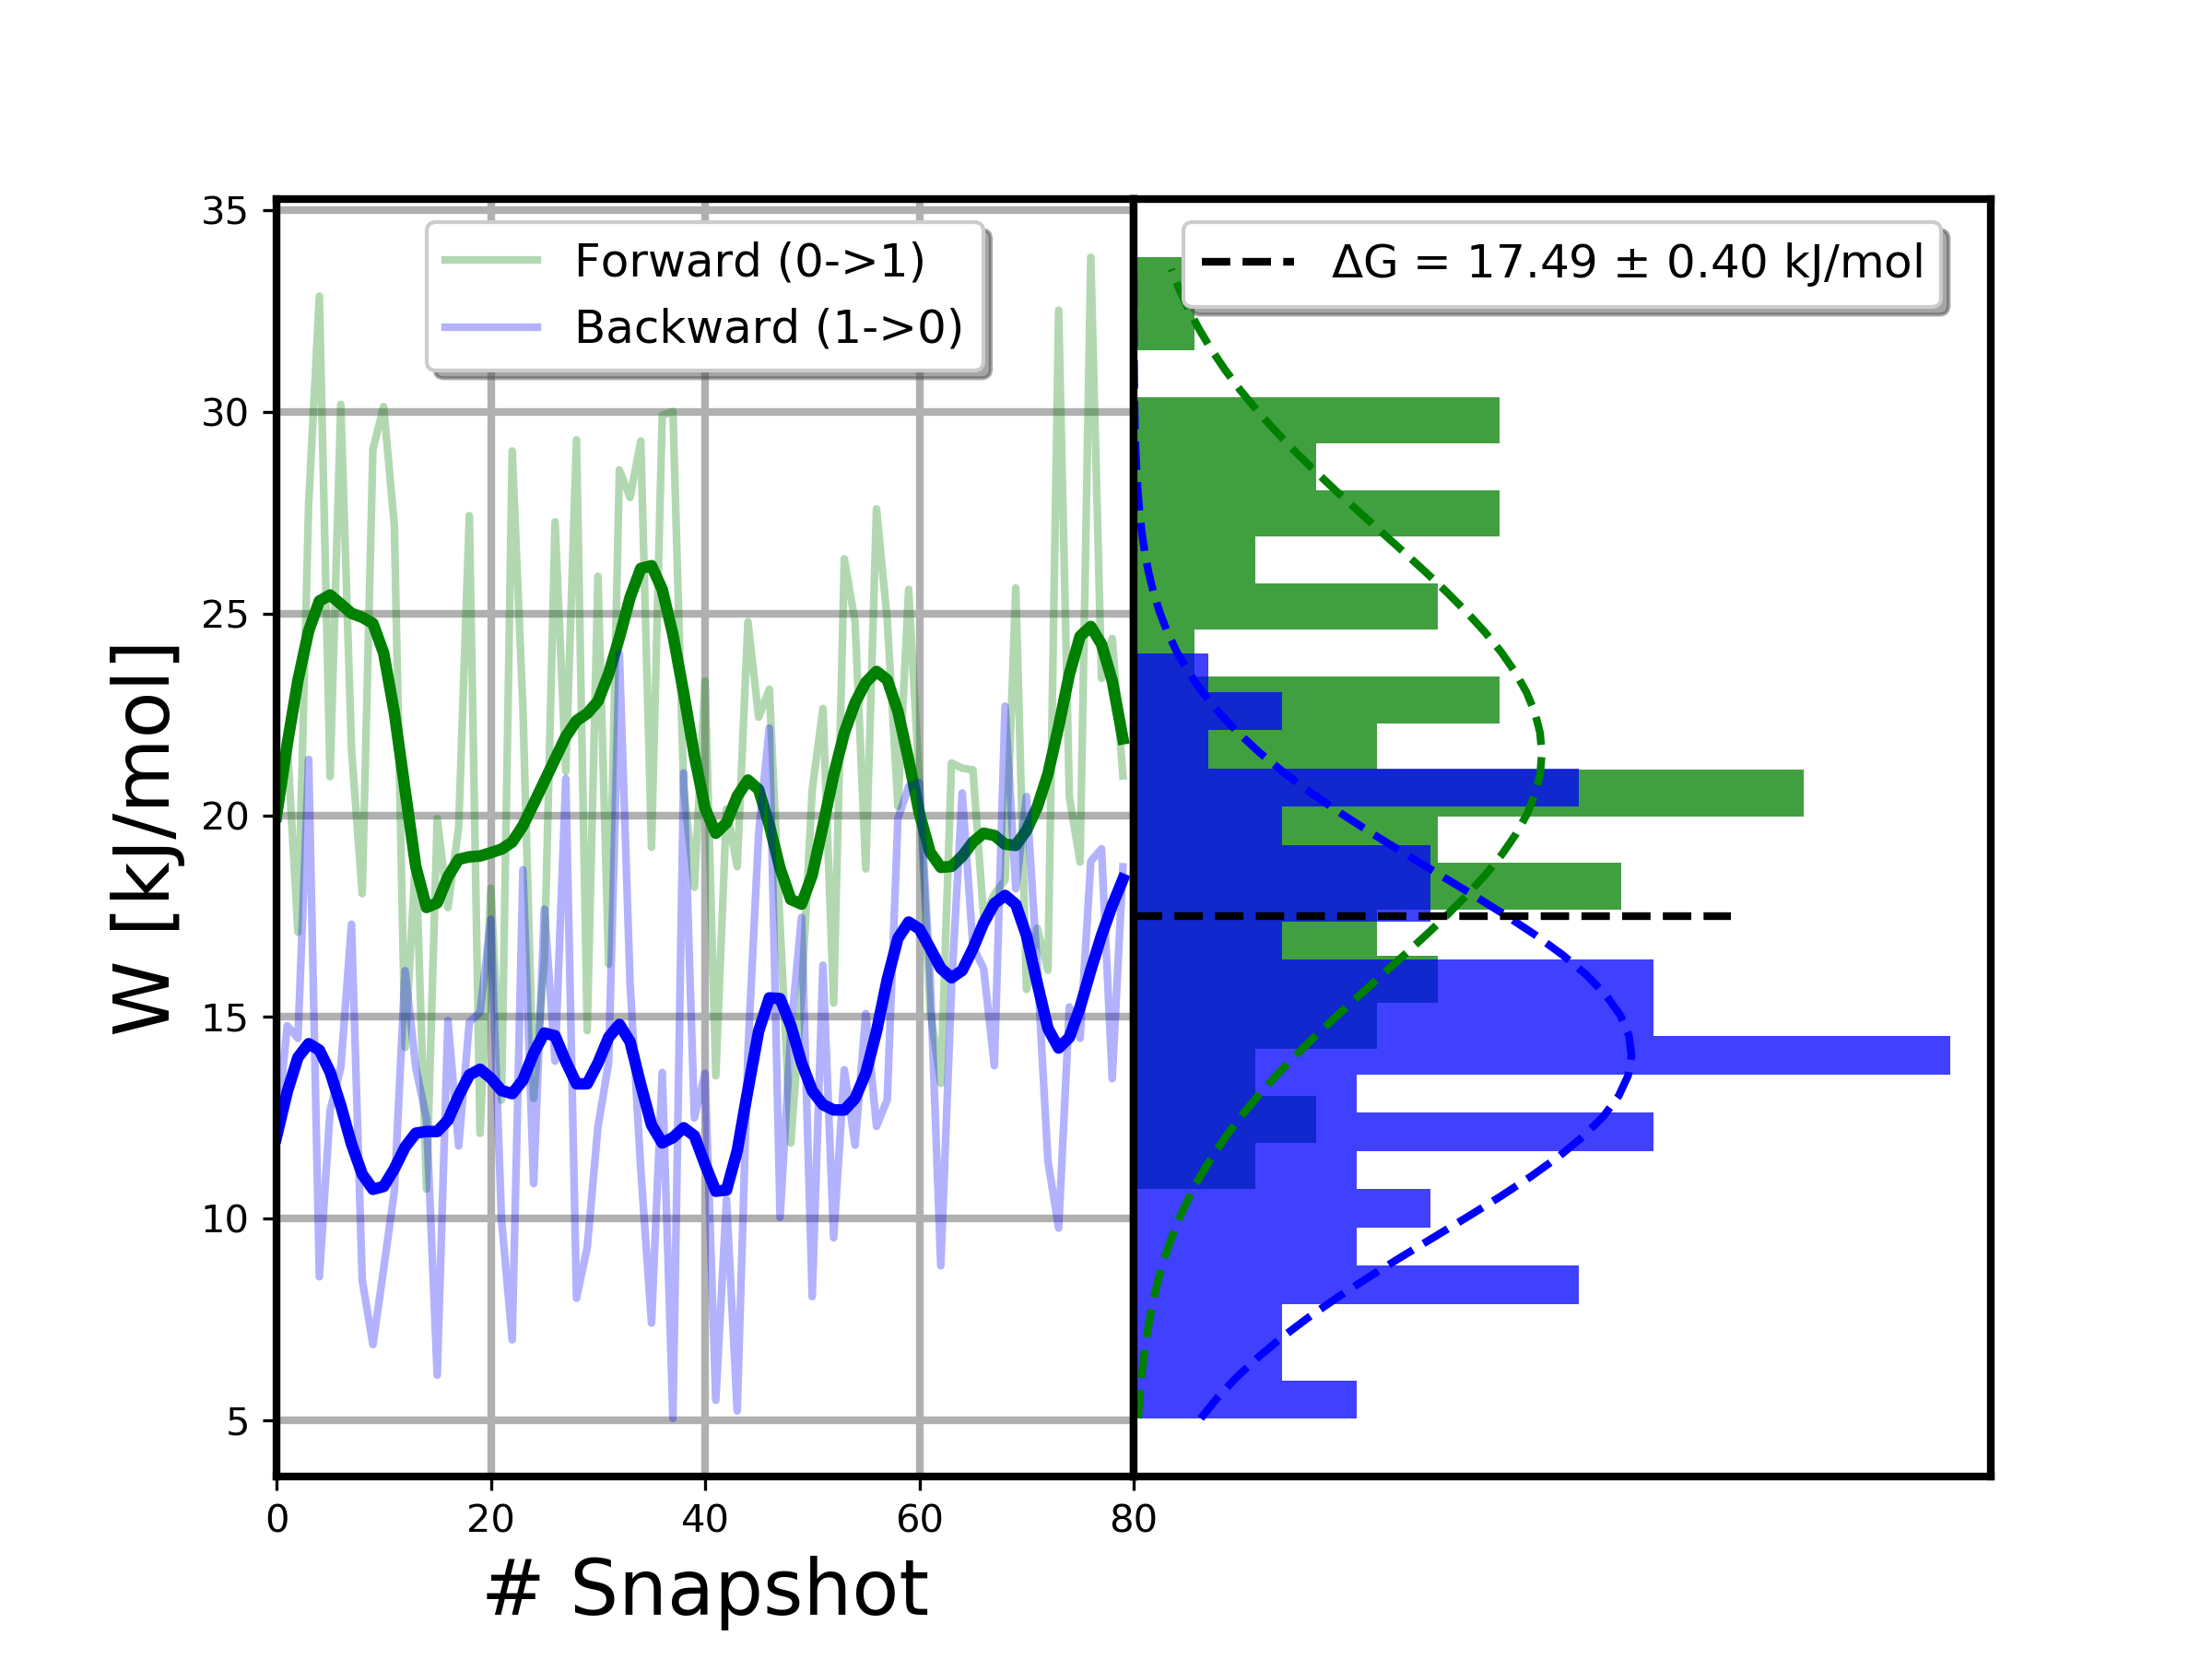 Forward (0->1)
Backward (1->0)
ΔG = 17.49 ± 0.40 kJ/mol
W [kJ/mol]
35
30
25
20
15
10
5
0 20 40 60 80
# Snapshot